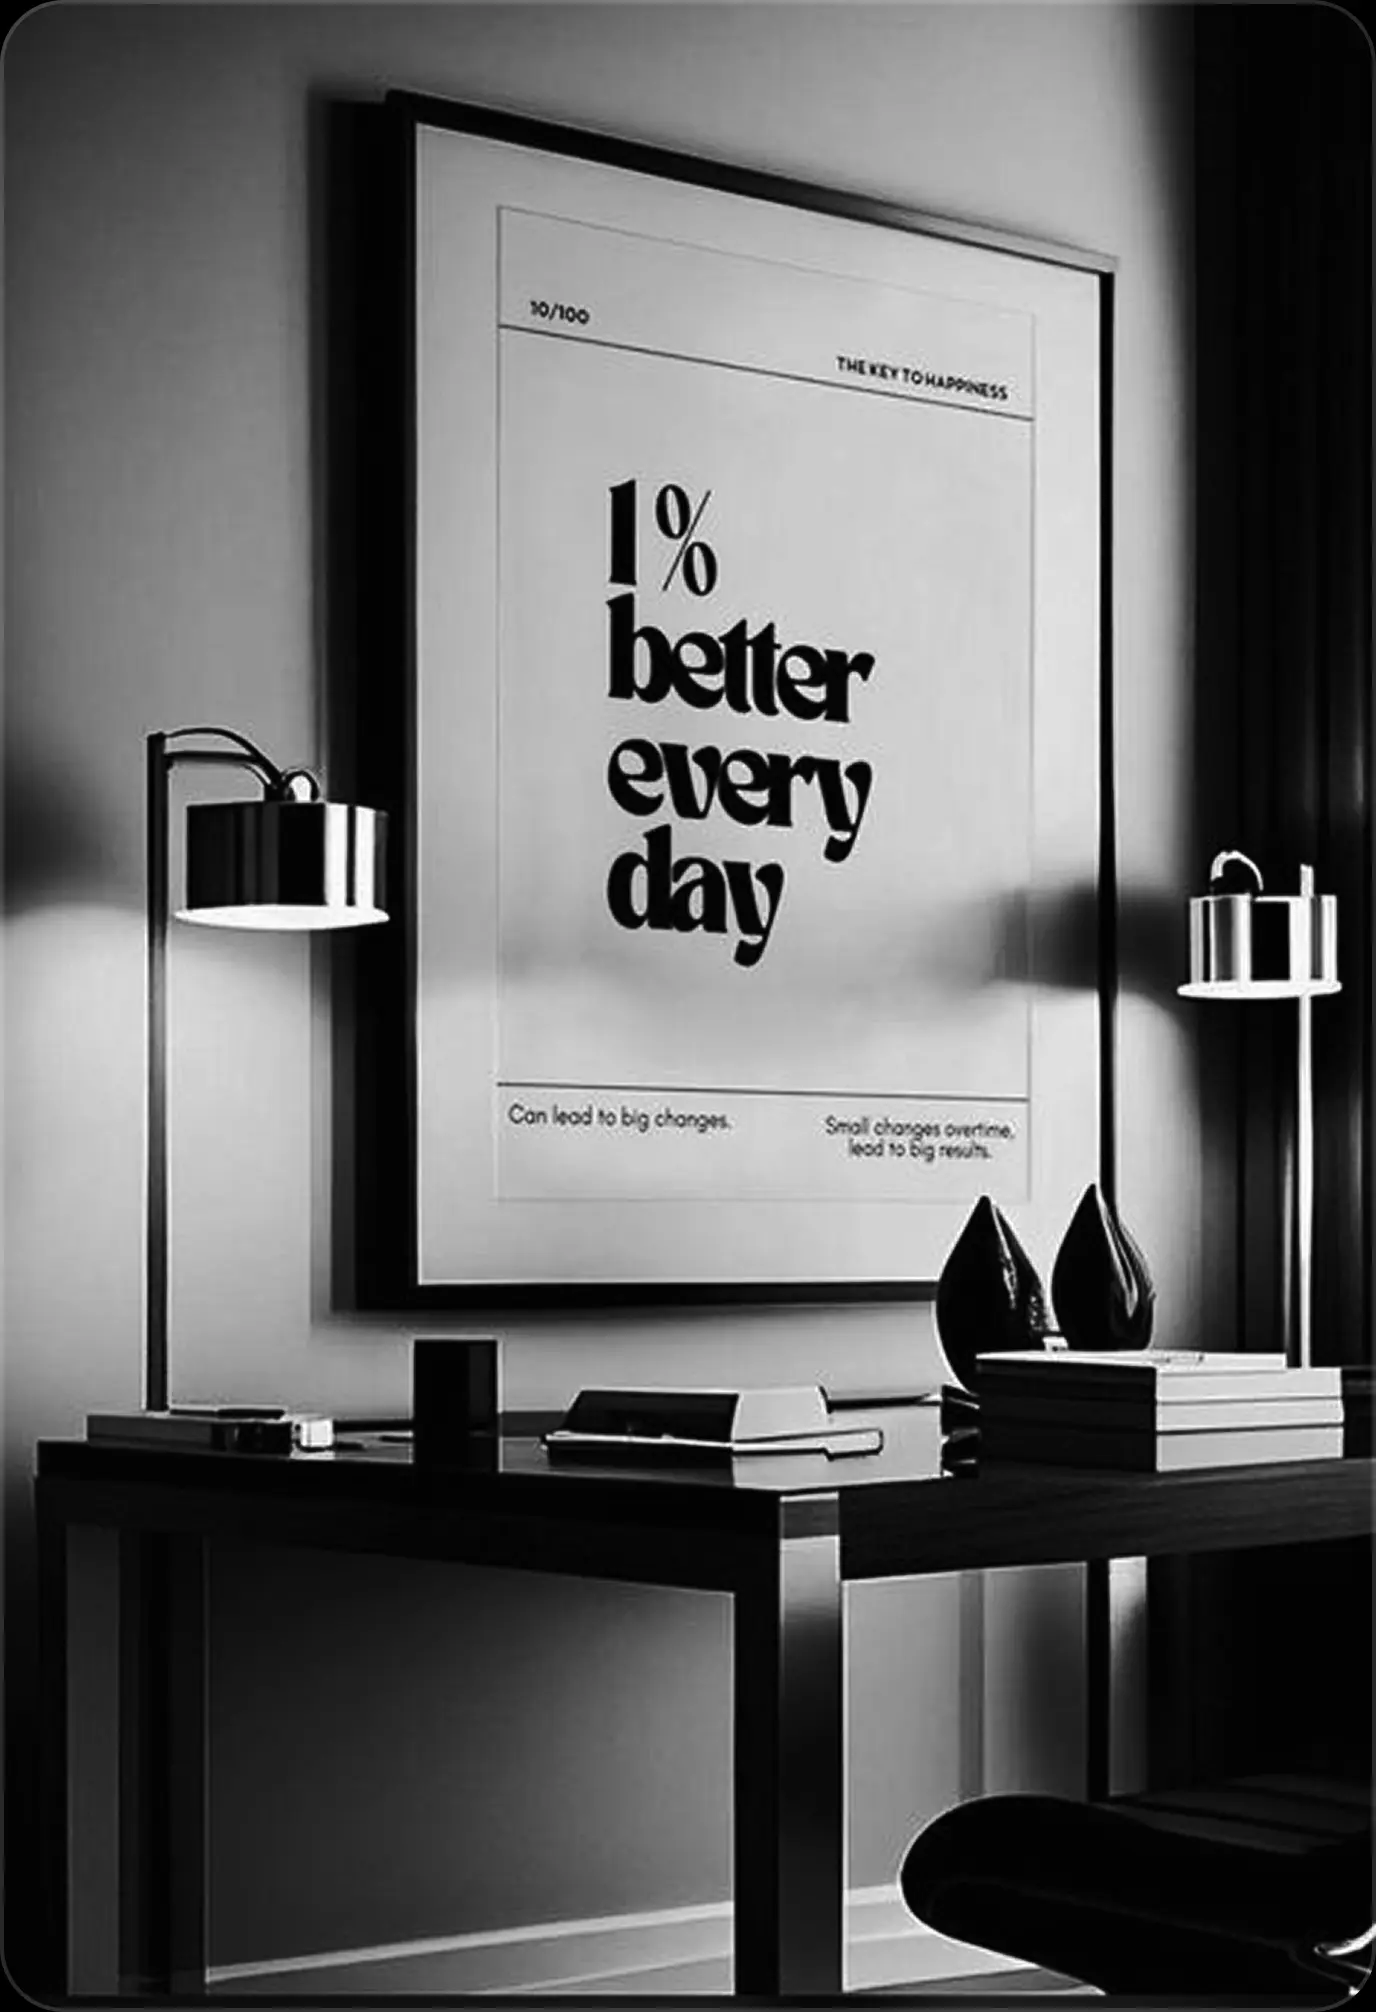 10/100
THE KEY TO HAPPINESS
1%
better
every
day
Can lead to big changes.
Small changes overtime,
lead to big results.